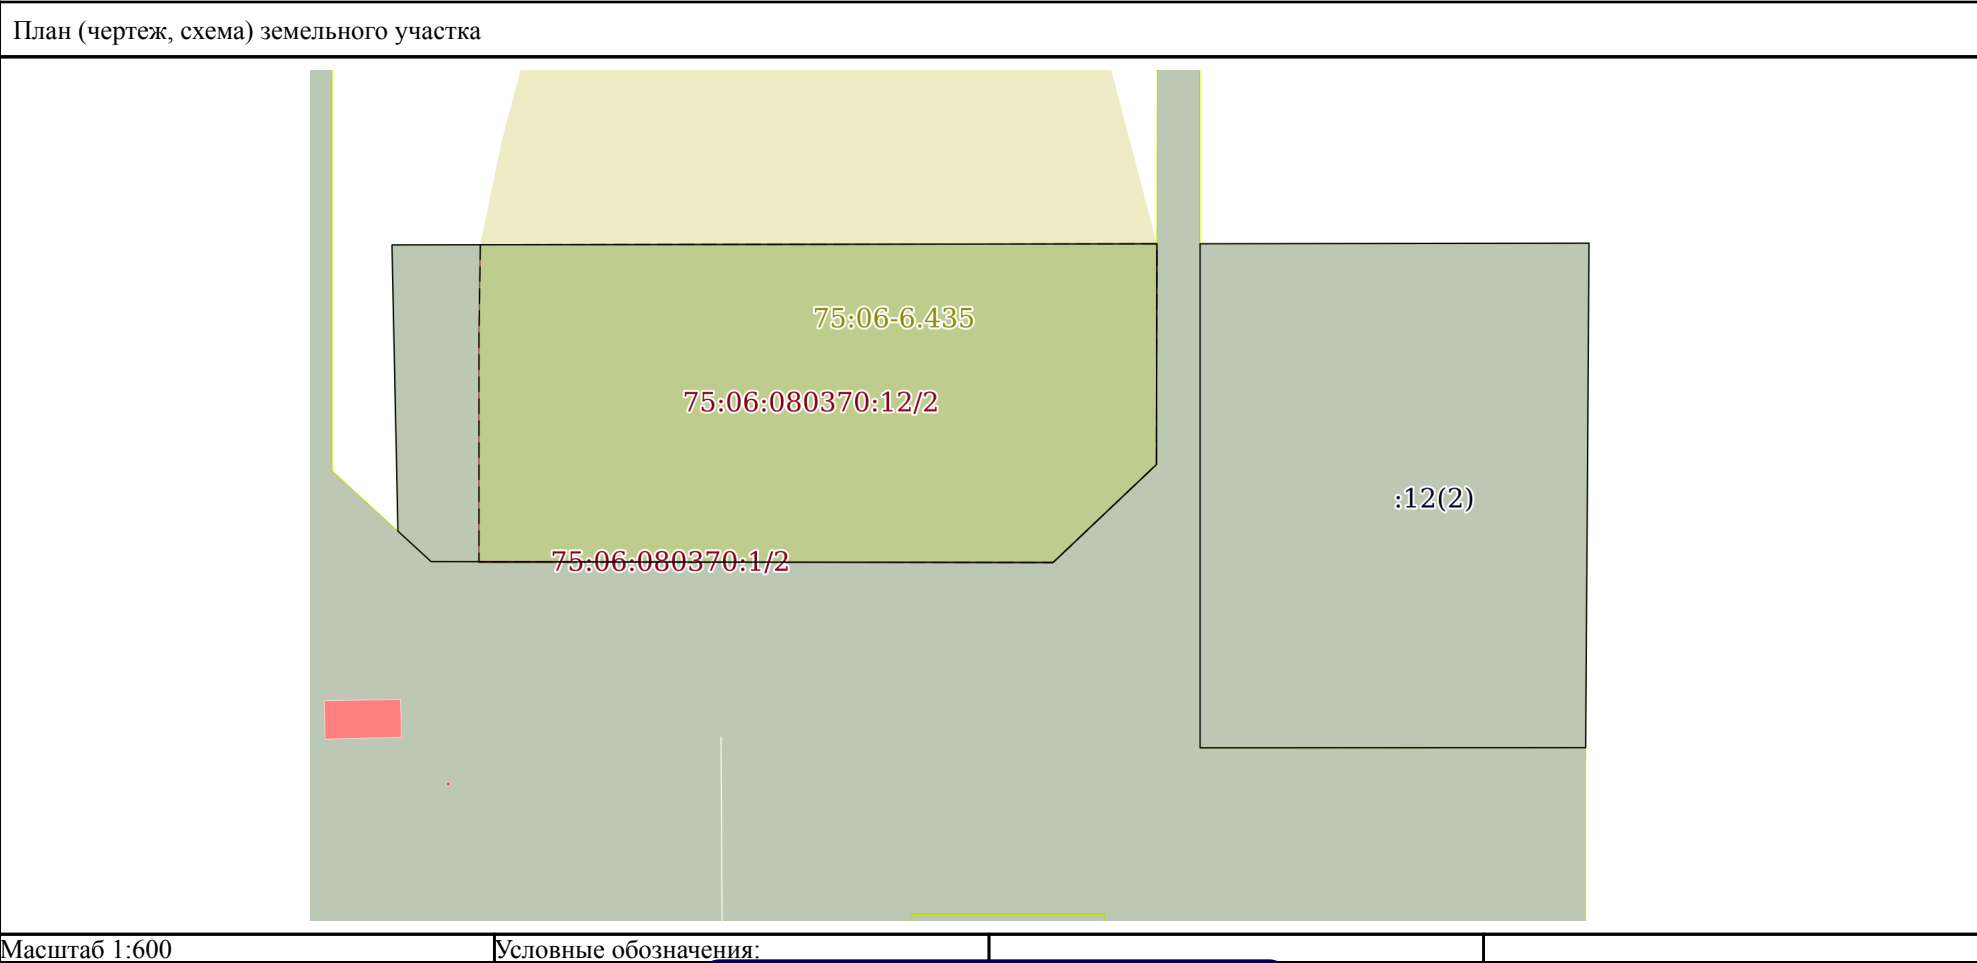 План (чертеж, схема) земельного участка
75:06-6.435
75:06:080370:12/2
:12(2)
75:06:080370:1/2
Масштаб 1:600
Условные обозначения: